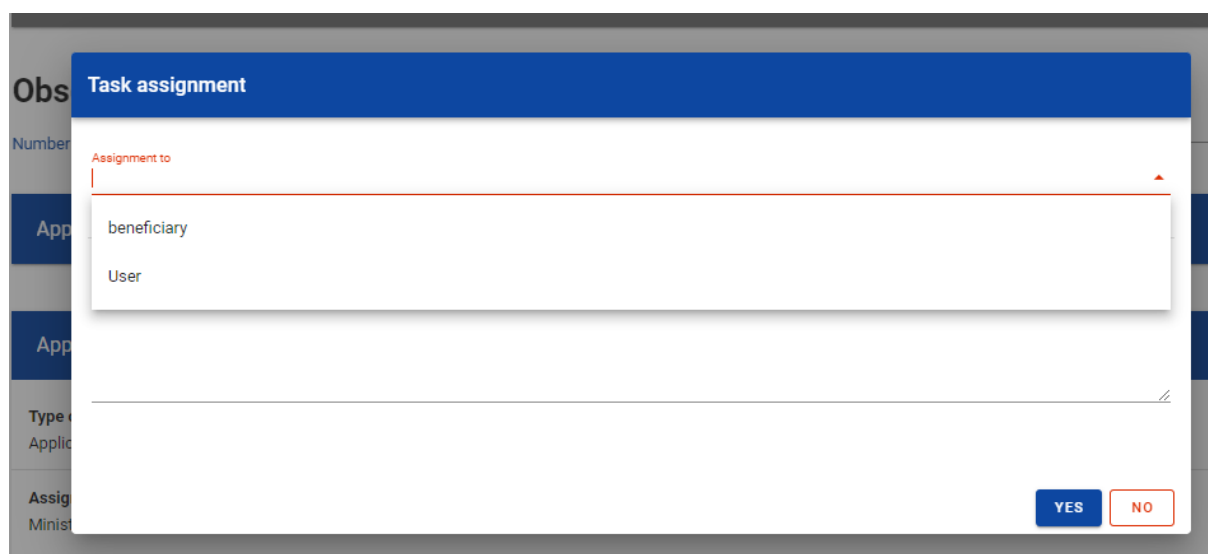 Obs
Task assignment
Number
Assignment to
App
beneficiary
User
App
Type
Applic
Assig
Minist
YES
NO